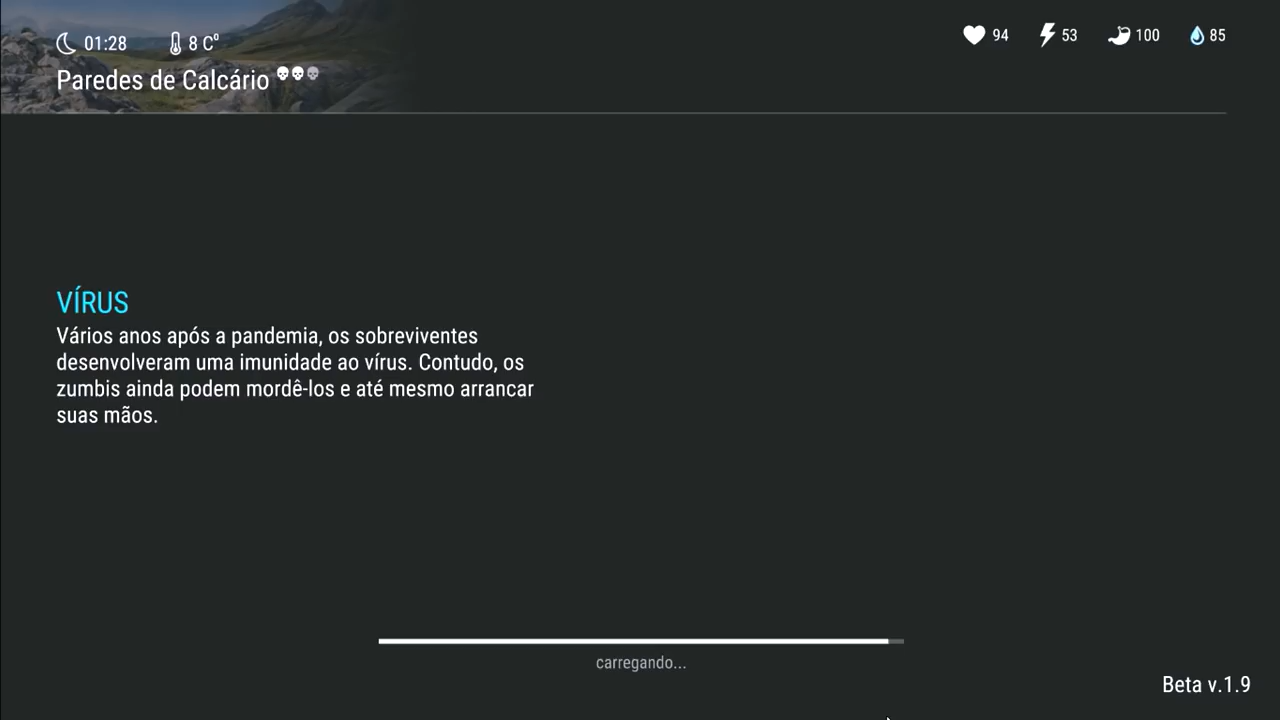 01:28 8 Cº
94 53 100 85
Paredes de Calcário
VÍRUS
Vários anos após a pandemia, os sobreviventes
desenvolveram uma imunidade ao vírus. Contudo, os
zumbis ainda podem mordê-los e até mesmo arrancar
suas mãos.
carregando...
Beta v.1.9